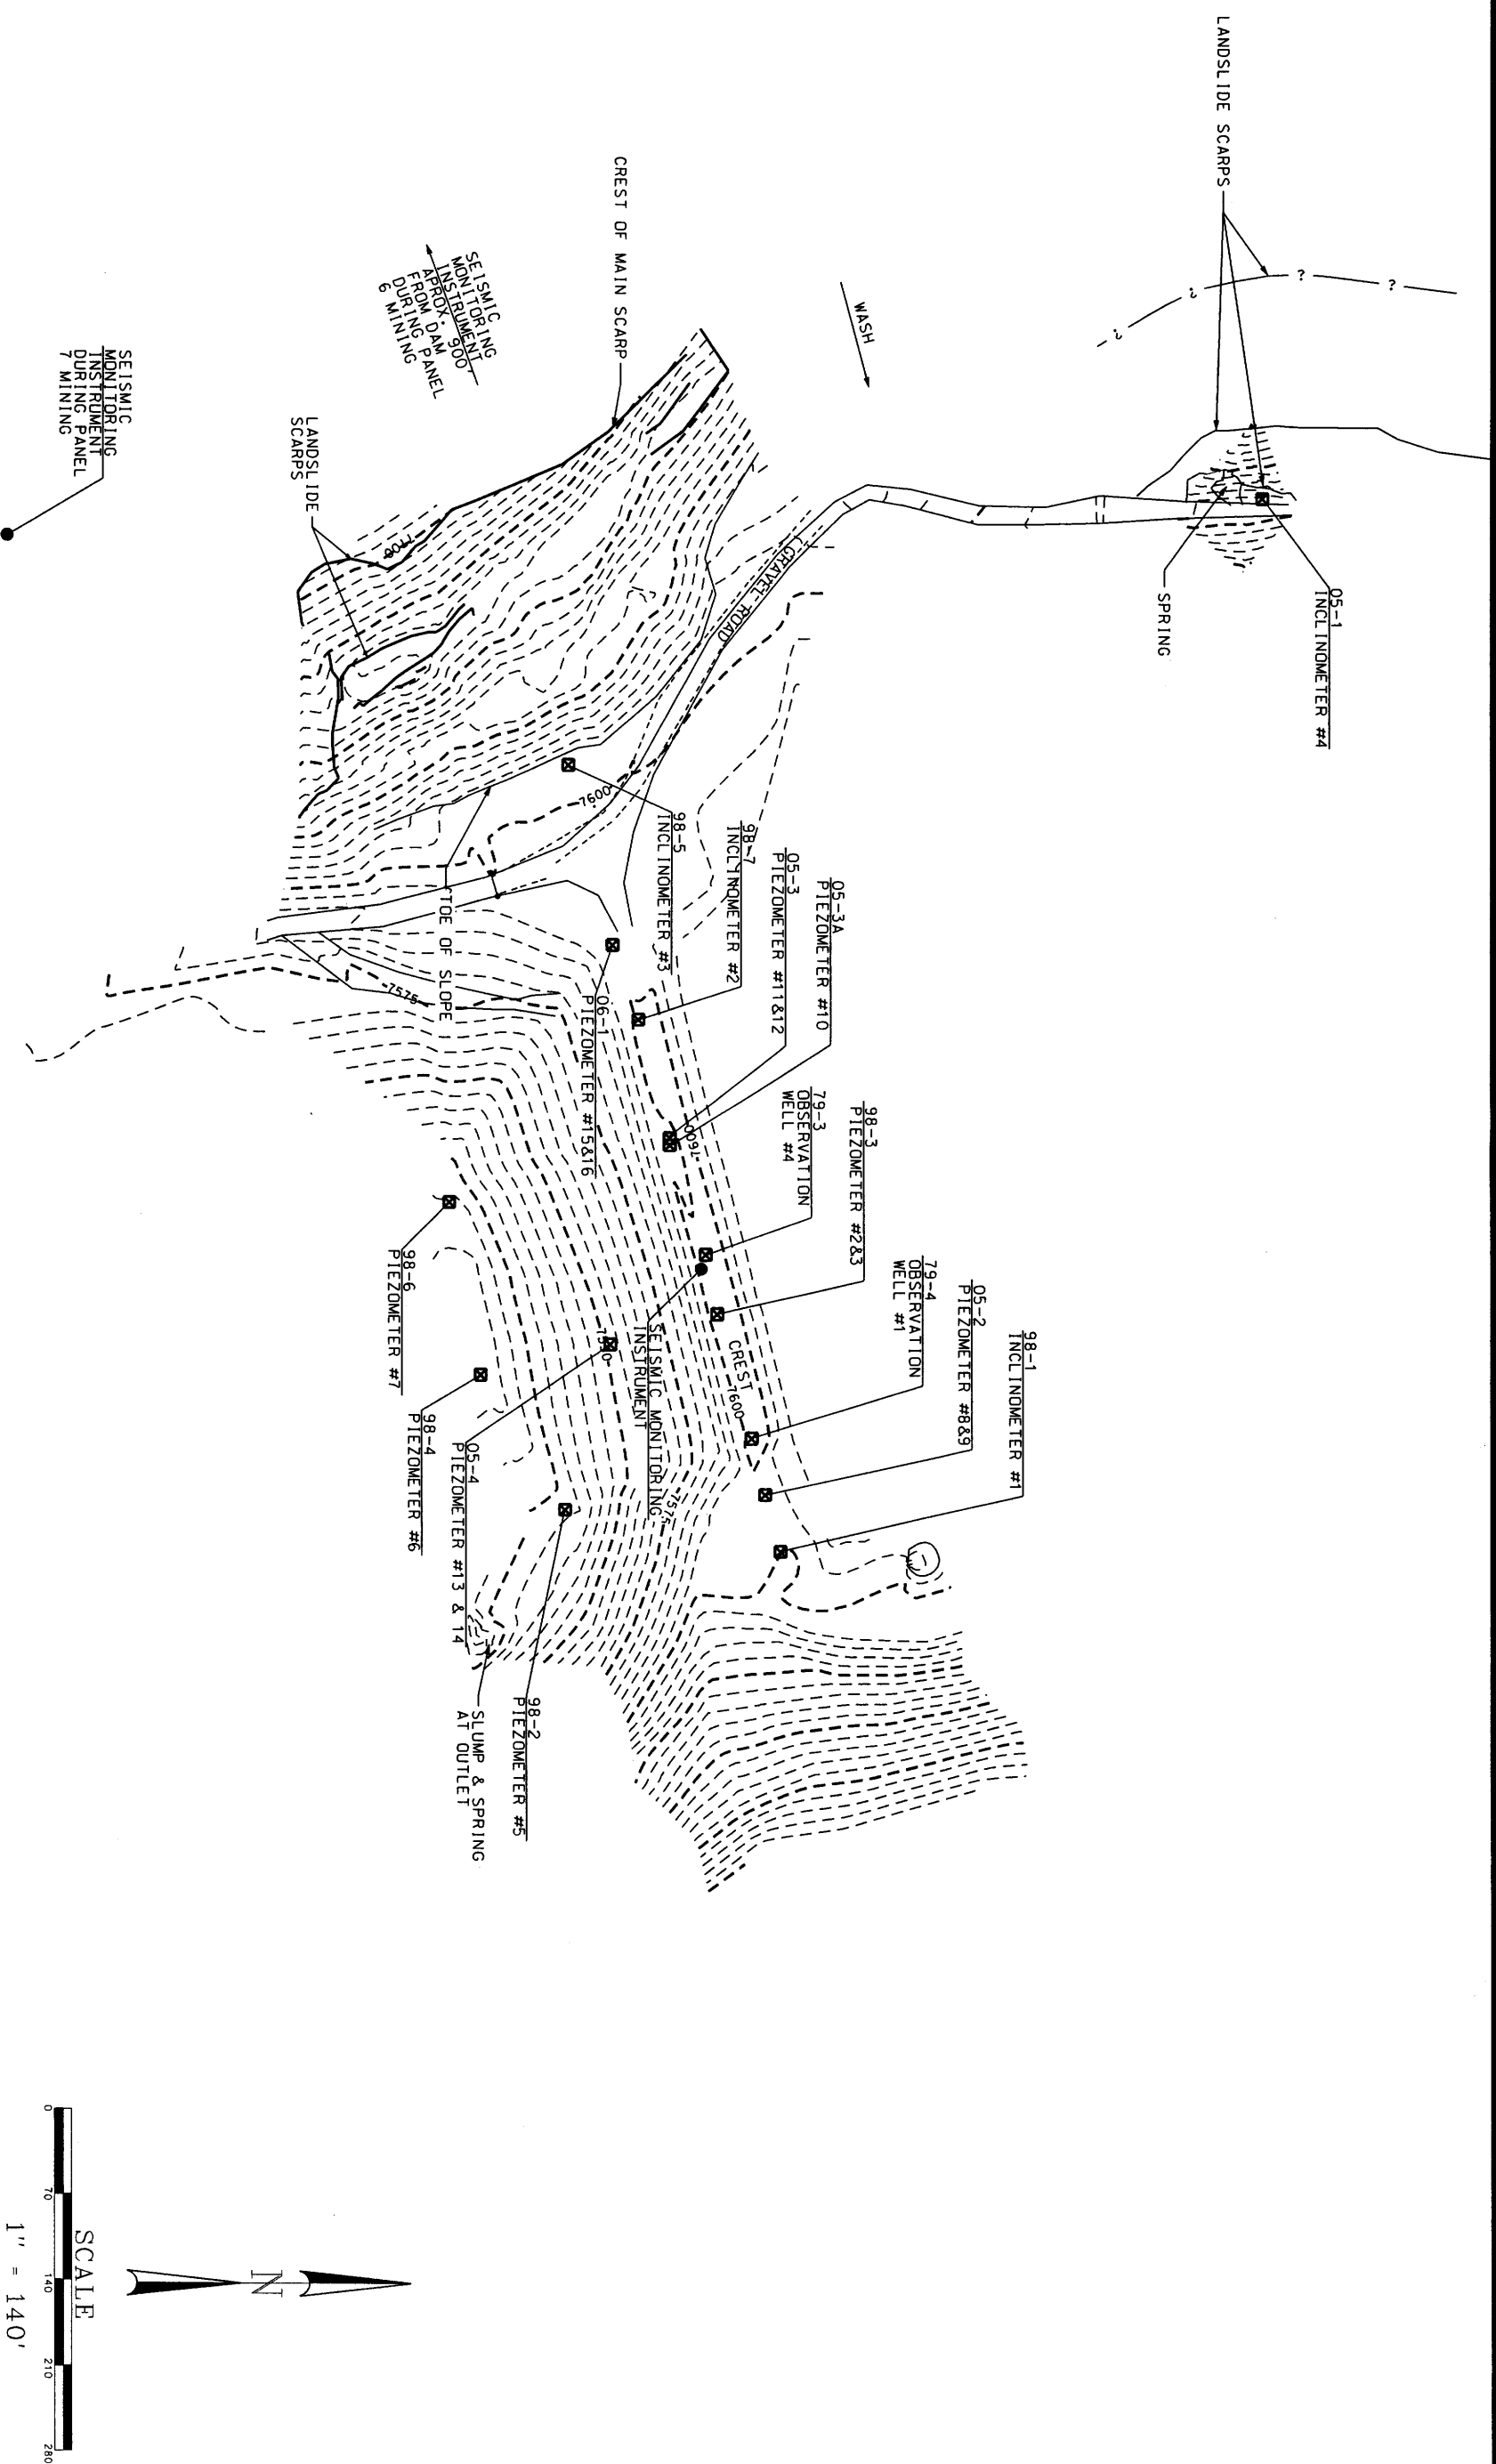 LANDSLIDE SCARPS
?
?
?
?
05-1
INCLINOMETER #4
SPRING
WASH
CREST OF MAIN SCARP
SEISMIC
MONITORING
INSTRUMENT
APROX. 900'
FROM DAM
DURING PANEL
6 MINING
SEISMIC
MONITORING
INSTRUMENT
DURING PANEL
7 MINING
LANDSLIDE
SCARPS
7700
GRAVEL ROAD
7600
TOE OF SLOPE
7575
98-5
INCLINOMETER #3
98-7
INCLINOMETER #2
05-3
PIEZOMETER #11&12
05-3A
PIEZOMETER #10
06-1
PIEZOMETER #15&16
7600
79-3
OBSERVATION
WELL #4
98-3
PIEZOMETER #2&3
79-4
OBSERVATION
WELL #1
05-2
PIEZOMETER #8&9
98-1
INCLINOMETER #1
CREST
7600
SEISMIC MONITORING
INSTRUMENT
7575
7550
98-6
PIEZOMETER #7
98-4
PIEZOMETER #6
05-4
PIEZOMETER #13 & 14
98-2
PIEZOMETER #5
SLUMP & SPRING
AT OUTLET
N
SCALE
0 70 140 210 280
1" = 140'